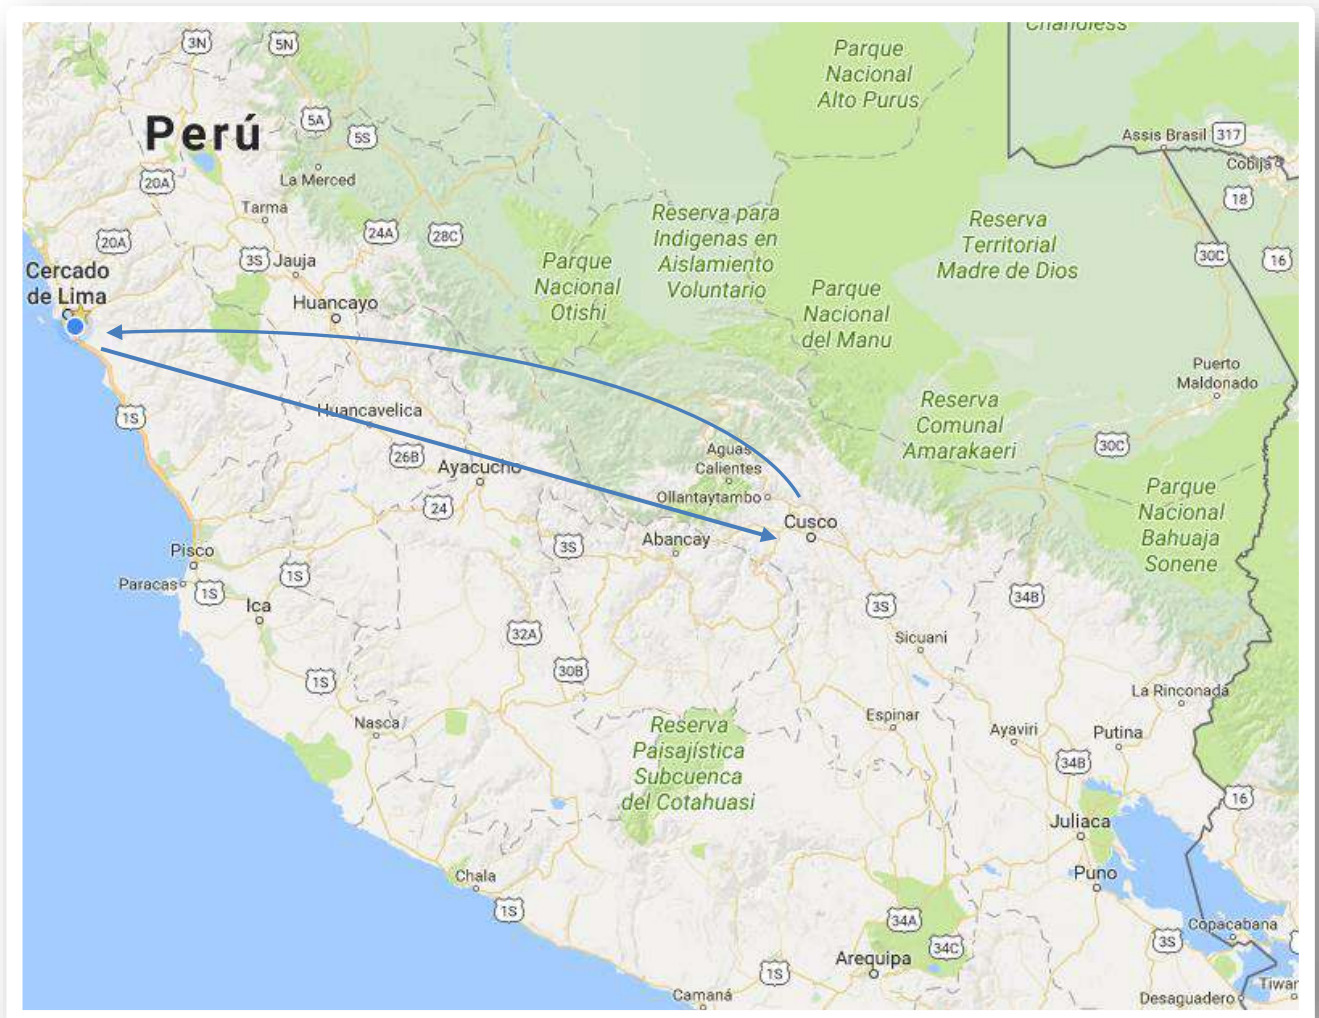 Chandless
3N
5N
Parque
Nacional
Alto Purus
Perú
5A
5S
Assis Brasil
317
Cobija
La Merced
20A
18
Tarma
Reserva para
Indigenas en
Aislamiento
Voluntario
Reserva
Territorial
Madre de Dios
24A
28C
20A
3S
Jauja
Parque
Nacional
Otishi
30C
16
Cercado
de Lima
Huancayo
Parque
Nacional
del Manu
Puerto
Maldonado
1S
Huancavelica
Reserva
Comunal
Amarakaeri
30C
26B
Ayacucho
Aguas
Calientes
Ollantaytambo
24
Parque
Nacional
Bahuaja
Sonene
Cusco
3S
Abancay
Pisco
Paracas
1S
1S
Ica
3S
34B
32A
Sicuani
30B
1S
La Rinconada
Nasca
Reserva
Paisajística
Subcuenca
del Cotahuasi
Espinar
Ayaviri
Putina
34B
16
Juliaca
Chala
Puno
1S
34A
34C
Copacabana
3S
Arequipa
1S
Camaná
Desaguadero
Tiwan